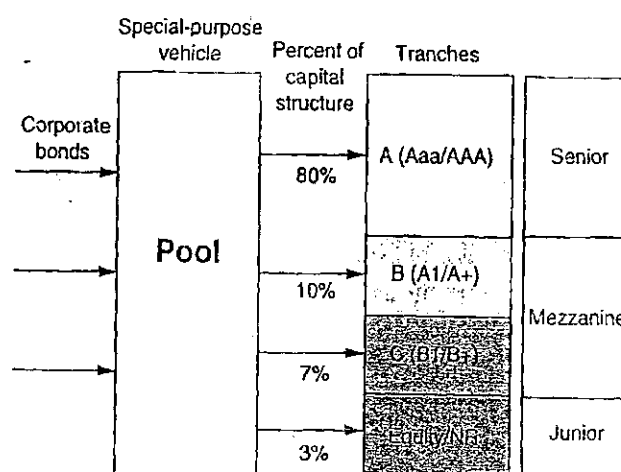 Special-purpose
vehicle
Percent of
capital
structure
Tranches
Corporate
bonds
Pool
80%
A (Aaa/AAA)
Senior
10%
B (A1/A+)
Mezzanine
7%
C (B1/B+)
3%
Equity/NR
Junior